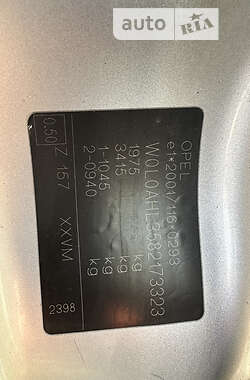 auto RIA
OPEL
e1*2001/116*0293
W0L0AHL3582173323
1975 kg
3415 kg
1-1045 kg
2-0940 kg
0.50 Z 157 XXVM
2398